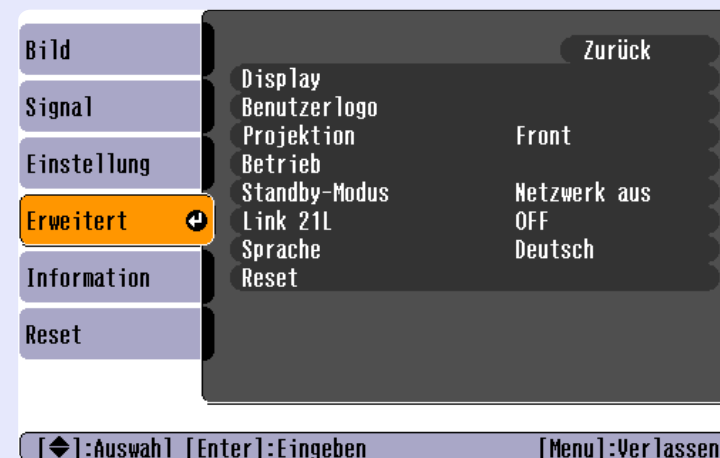 Bild
Signal
Einstellung
Erweitert
Information
Reset
Zurück
Display
Benutzerlogo
Projektion Front
Betrieb
Standby-Modus Netzwerk aus
Link 21L OFF
Sprache Deutsch
Reset
[◆]:Auswahl [Enter]:Eingeben [Menu]:Verlassen